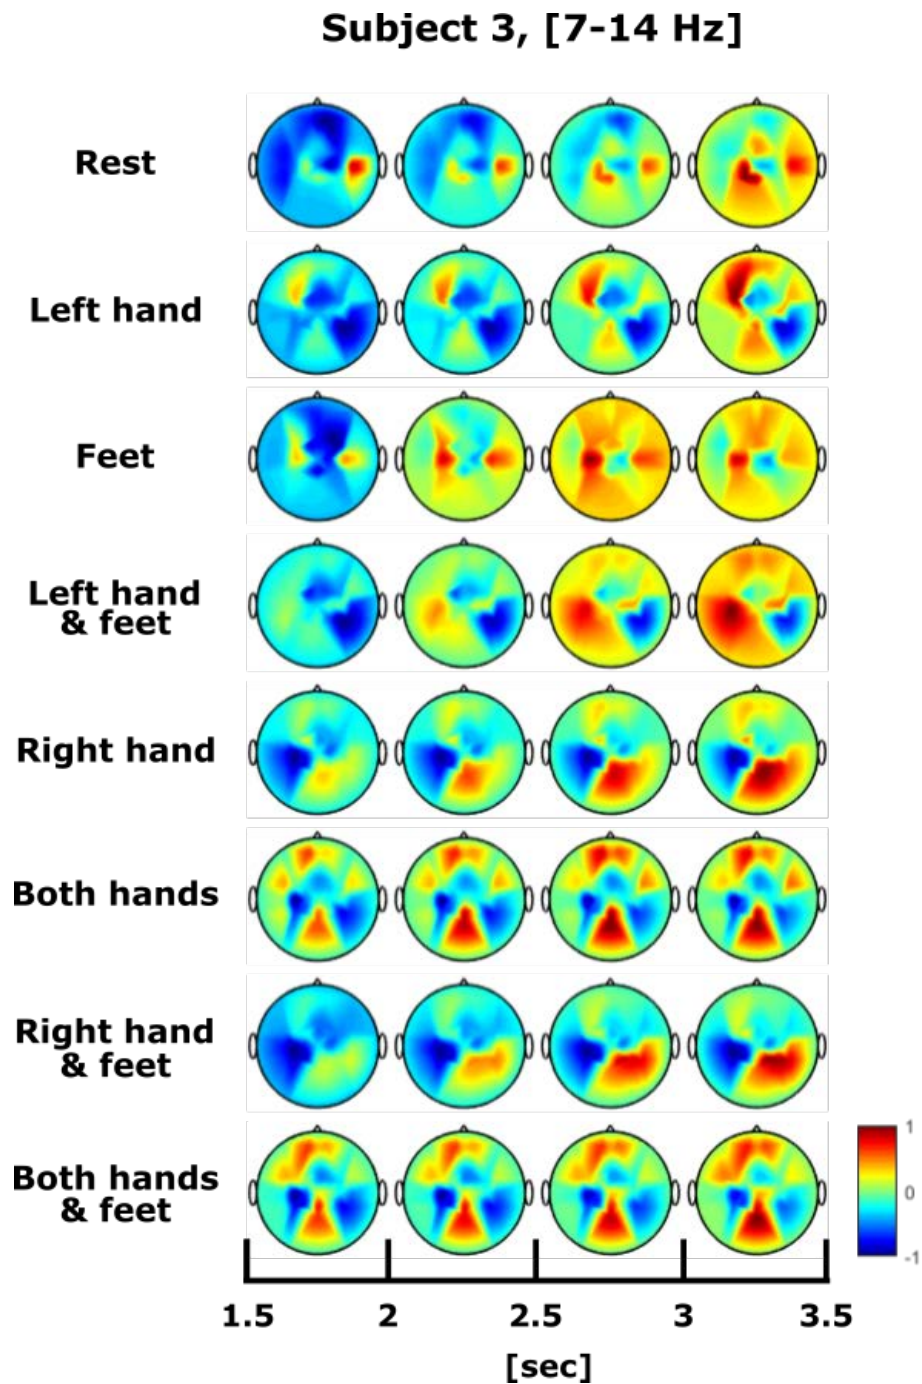 Subject 3, [7-14 Hz]
Rest
Left hand
Feet
Left hand
& feet
Right hand
Both hands
Right hand
& feet
Both hands
& feet
1
0
-1
1.5 2 2.5 3 3.5
[sec]